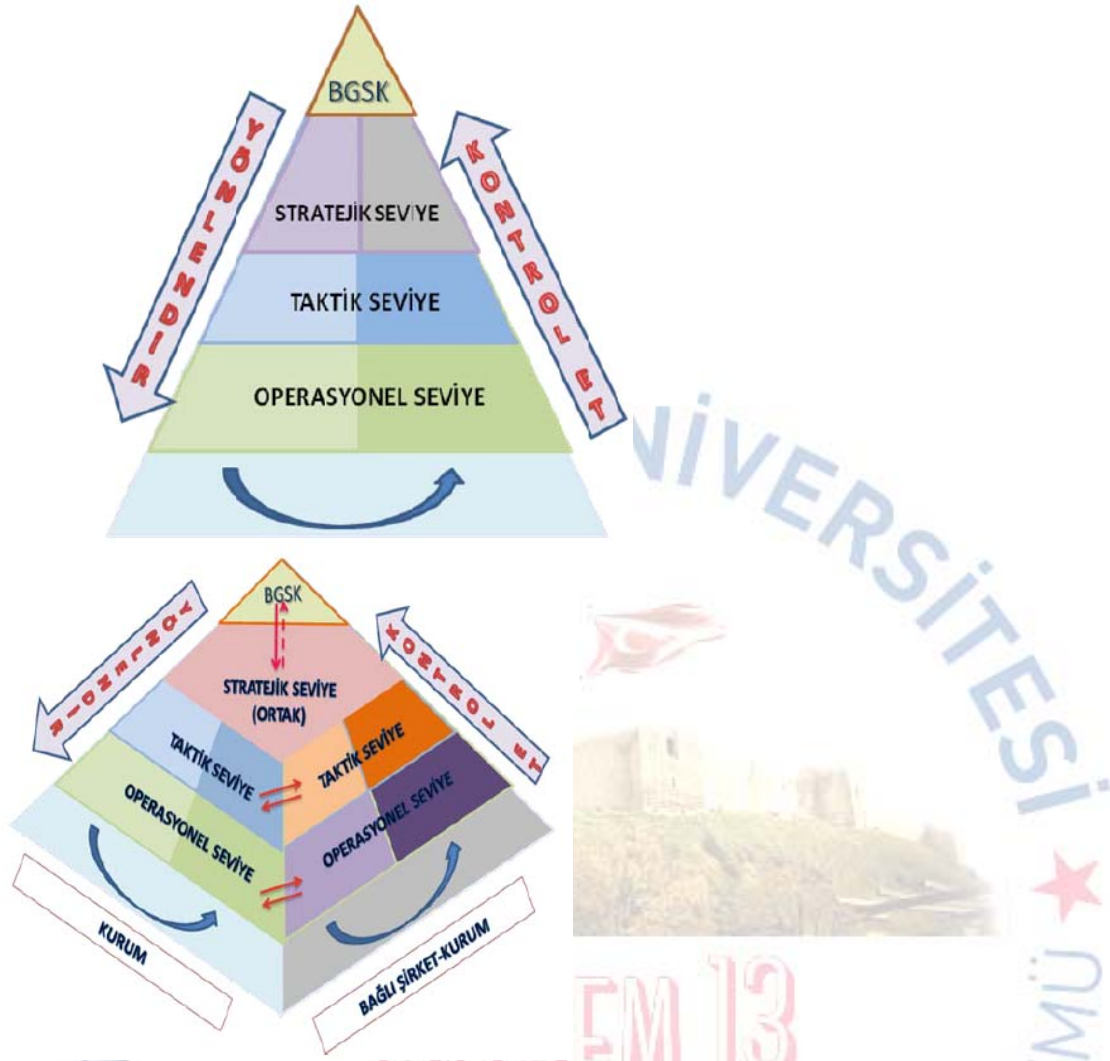 BGSK
YÖNLENDİR
KONTROL ET
STRATEJİK SEVİYE
TAKTİK SEVİYE
OPERASYONEL SEVİYE
NİVERSİTESİ
BGSK
YÖNLENDİR
KONTROL ET
STRATEJİK SEVİYE
(ORTAK)
TAKTİK SEVİYE
TAKTİK SEVİYE
OPERASYONEL SEVİYE
OPERASYONEL SEVİYE
KURUM
BAĞLI ŞİRKET-KURUM
EM 13
MÜ